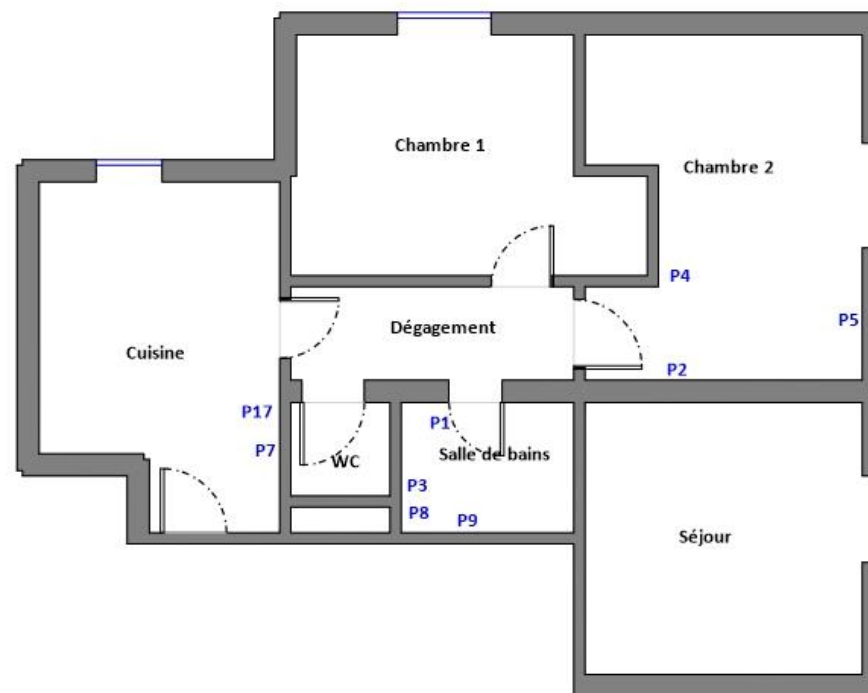 Chambre 1
Chambre 2
P4
P5
Dégagement
Cuisine
P2
P17
P1
P7
WC
Salle de bains
P3
P8
P9
Séjour